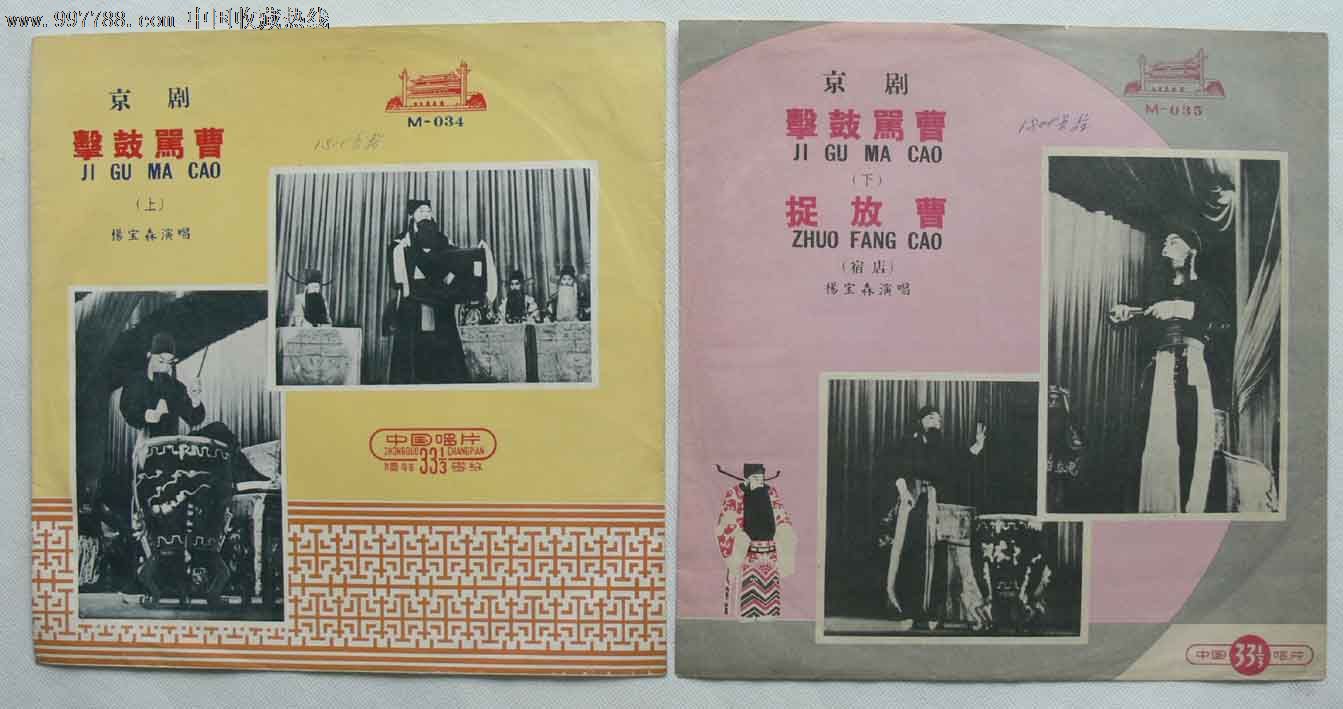 www.997788.com 中国收藏热线
京剧
擊鼓罵曹
JI GU MA CAO
(上)
楊宝森演唱
M-034
中国唱片
ZHONGGUO CHANGPIAN
33⅓
京剧
擊鼓罵曹
JI GU MA CAO
(下)
捉放曹
ZHUO FANG CAO
(宿店)
楊宝森演唱
M-035
中国 33⅓ 唱片